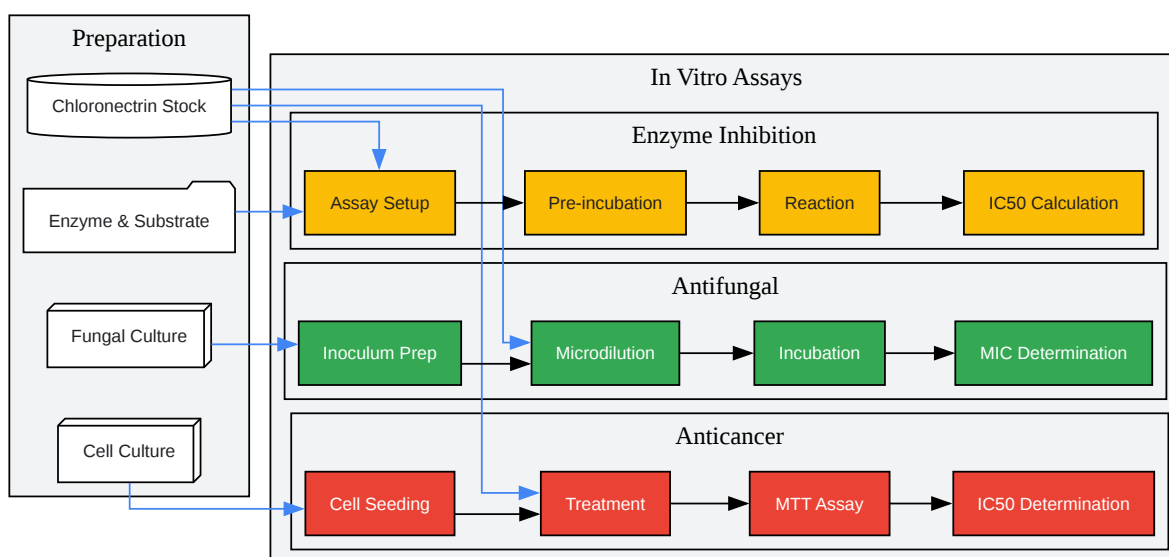 Preparation
Chloronectrin Stock
Enzyme & Substrate
Fungal Culture
Cell Culture
In Vitro Assays
Enzyme Inhibition
Assay Setup
Pre-incubation
Reaction
IC50 Calculation
Antifungal
Inoculum Prep
Microdilution
Incubation
MIC Determination
Anticancer
Cell Seeding
Treatment
MTT Assay
IC50 Determination